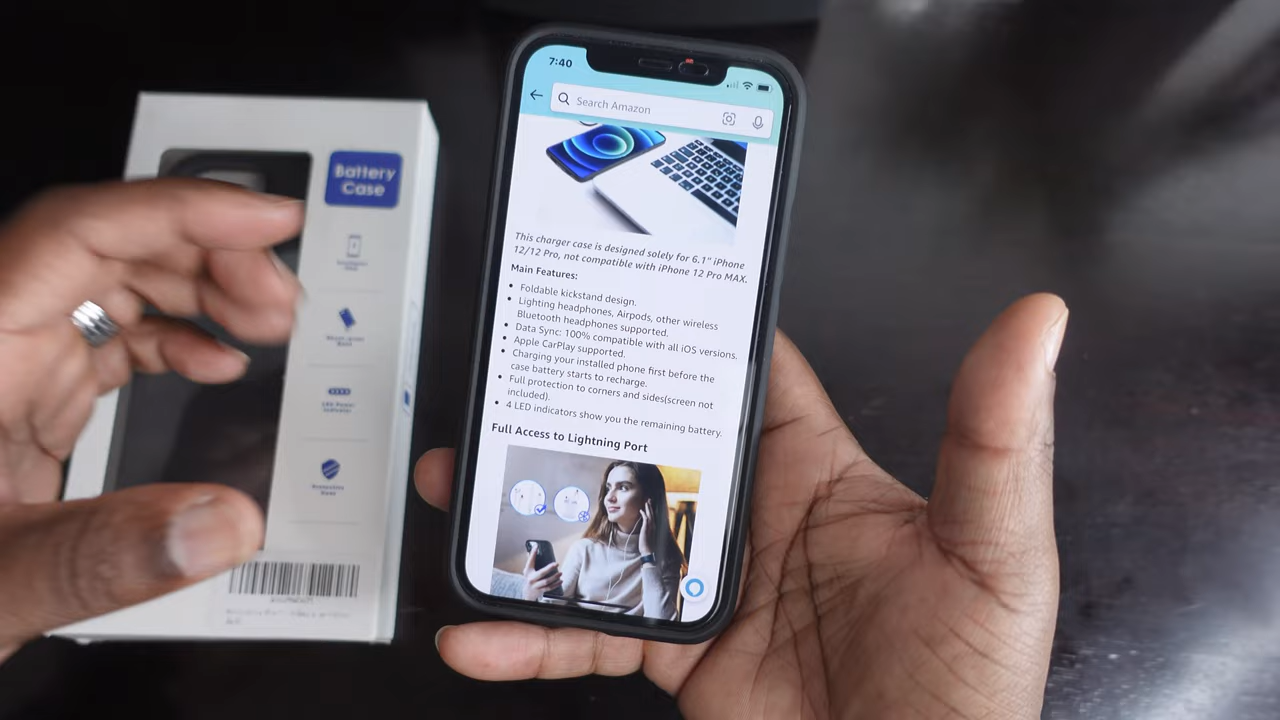 Battery
Case
7:40
Search Amazon
This charger case is designed solely for 6.1" iPhone
12/12 Pro, not compatible with iPhone 12 Pro MAX.
Main Features:
• Foldable kickstand design.
• Lighting headphones, Airpods, other wireless
Bluetooth headphones supported.
• Data Sync: 100% compatible with all iOS versions.
• Apple CarPlay supported.
• Charging your installed phone first before the
case battery starts to recharge.
• Full protection to corners and sides(screen not
included).
• 4 LED indicators show you the remaining battery.
Full Access to Lightning Port